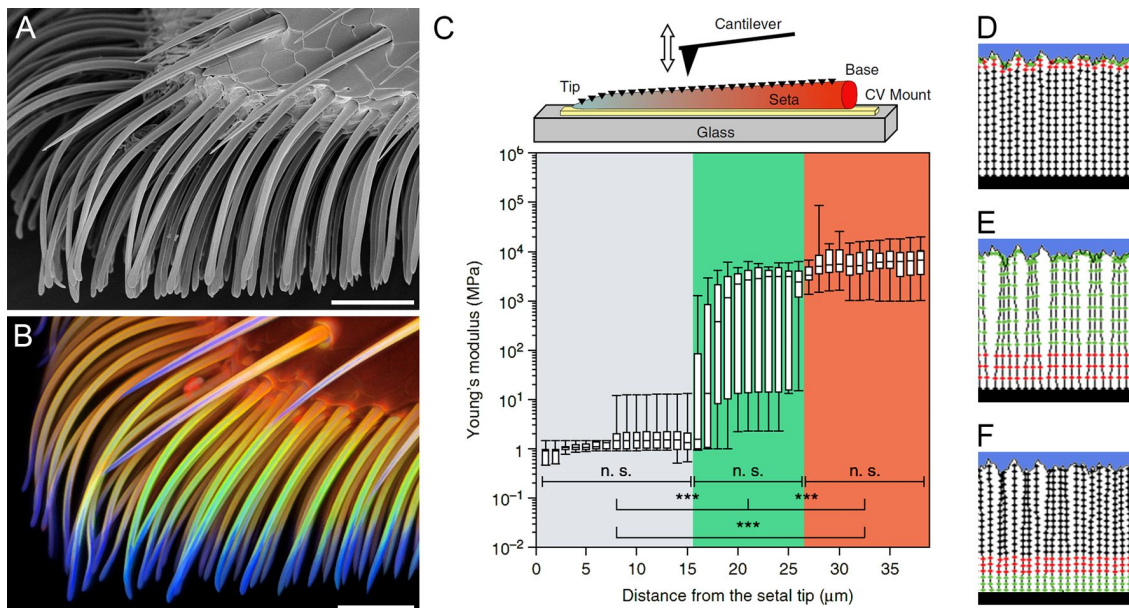 A
B
C
Cantilever
Tip
Base
Seta
CV Mount
Glass
Young's modulus (MPa)
10⁶
10⁵
10⁴
10³
10²
10
1
10⁻¹
10⁻²
n. s.
n. s.
n. s.
***
***
***
0
5
10
15
20
25
30
35
Distance from the setal tip (μm)
D
E
F